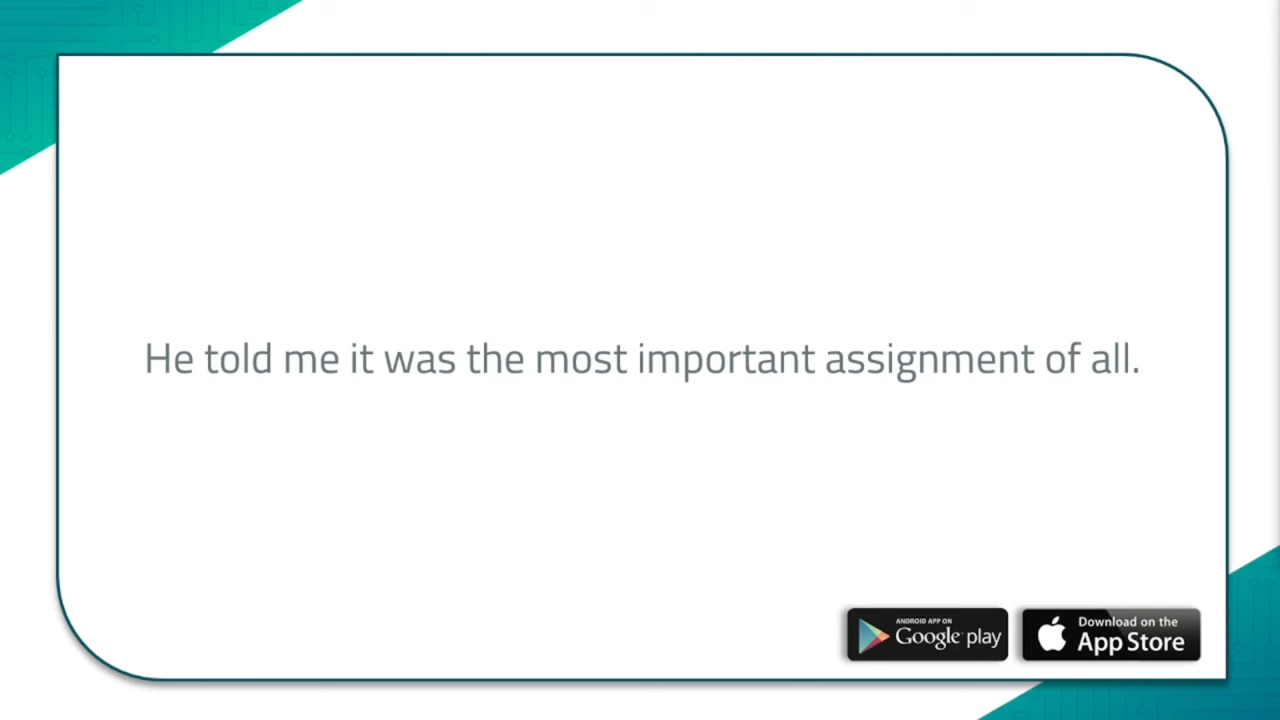 He told me it was the most important assignment of all.
ANDROID APP ON
Google play
Download on the
App Store